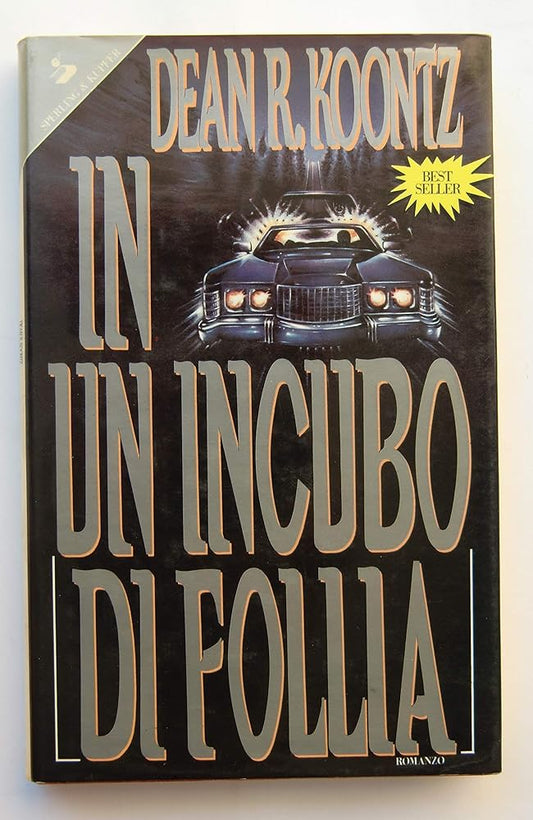 SPERLING & KUPFER
DEAN R. KOONTZ
BEST
SELLER
IN
UN INCUBO
DI FOLLIA
ROMANZO